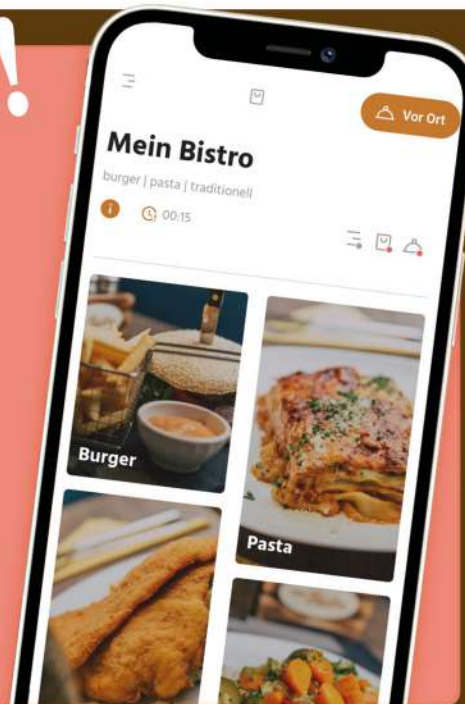 !
Vor Ort
Mein Bistro
burger | pasta | traditionell
i
00:15
Burger
Pasta